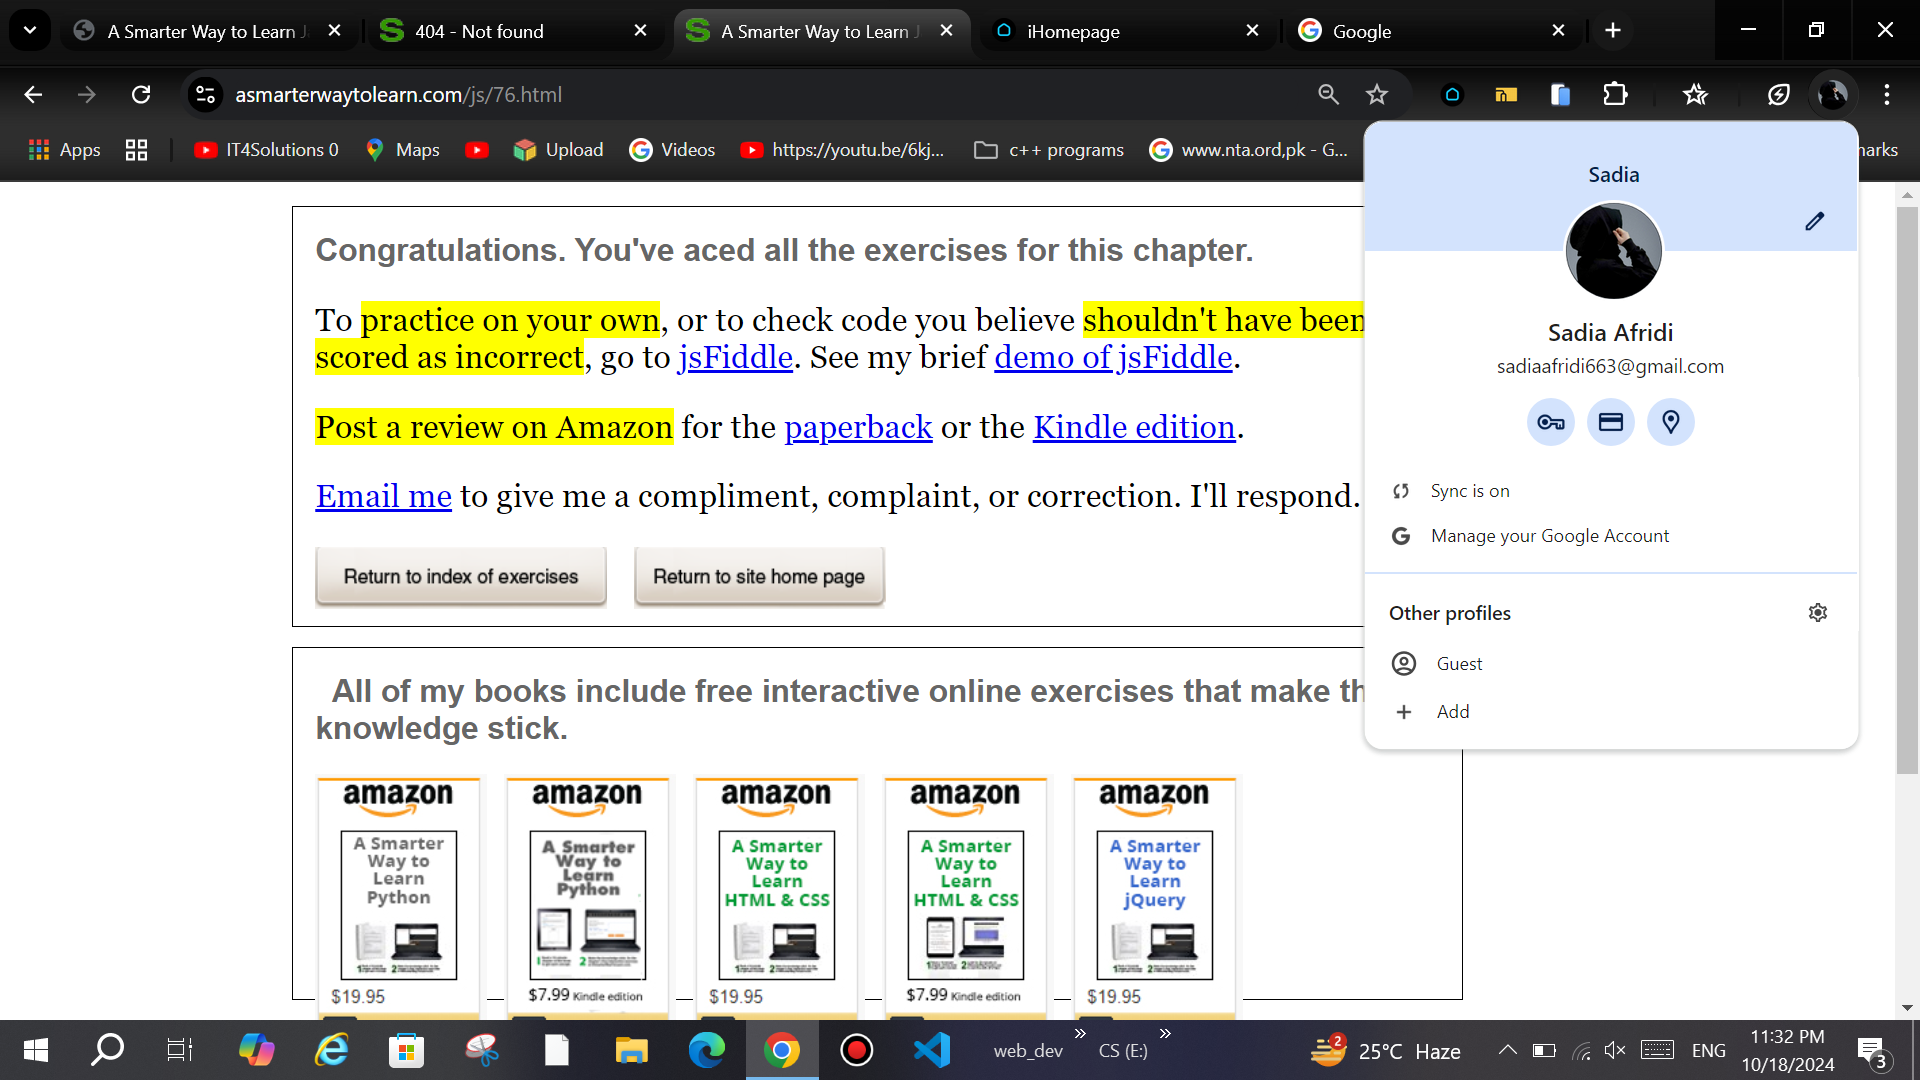 A Smarter Way to Learn J
404 - Not found
A Smarter Way to Learn J
iHomepage
Google
asmarterwaytolearn.com/js/76.html
Apps
IT4Solutions 0
Maps
Upload
Videos
https://youtu.be/6kj...
c++ programs
www.nta.ord,pk - G...
narks
Congratulations. You've aced all the exercises for this chapter.
To practice on your own, or to check code you believe shouldn't have been
scored as incorrect, go to jsFiddle. See my brief demo of jsFiddle.
Post a review on Amazon for the paperback or the Kindle edition.
Email me to give me a compliment, complaint, or correction. I'll respond.
Return to index of exercises
Return to site home page
All of my books include free interactive online exercises that make th
knowledge stick.
amazon
A Smarter
Way to
Learn
Python
$19.95
amazon
A Smarter
Way to
Learn
Python
$7.99 Kindle edition
amazon
A Smarter
Way to
Learn
HTML & CSS
$19.95
amazon
A Smarter
Way to
Learn
HTML & CSS
$7.99 Kindle edition
amazon
A Smarter
Way to
Learn
jQuery
$19.95
Sadia
Sadia Afridi
sadiaafridi663@gmail.com
Sync is on
Manage your Google Account
Other profiles
Guest
Add
web_dev
CS (E:)
2
25°C Haze
ENG
11:32 PM
10/18/2024
3